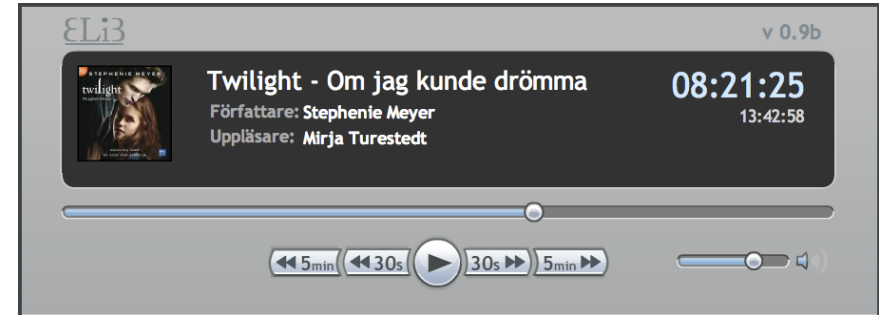 ELiB
v 0.9b
STEPHENIE MEYER
twilight
Twilight - Om jag kunde drömma
Författare: Stephenie Meyer
Uppläsare: Mirja Turestedt
08:21:25
13:42:58
5min
30s
30s
5min